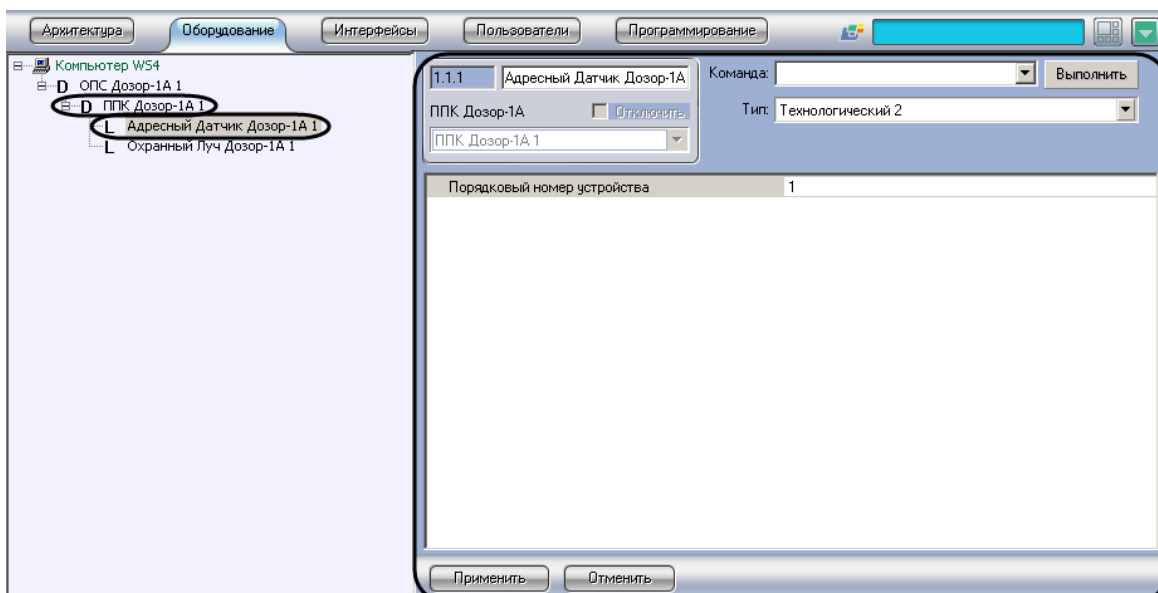 Архитектура Оборудование Интерфейсы Пользователи Программирование
Компьютер WS4
D ОПС Дозор-1А 1
D ППК Дозор-1А 1
L Адресный Датчик Дозор-1А 1
L Охранный Луч Дозор-1А 1
1.1.1 Адресный Датчик Дозор-1А
ППК Дозор-1А Отключить
ППК Дозор-1А 1
Команда: Выполнить
Тип: Технологический 2
Порядковый номер устройства 1
Применить Отменить